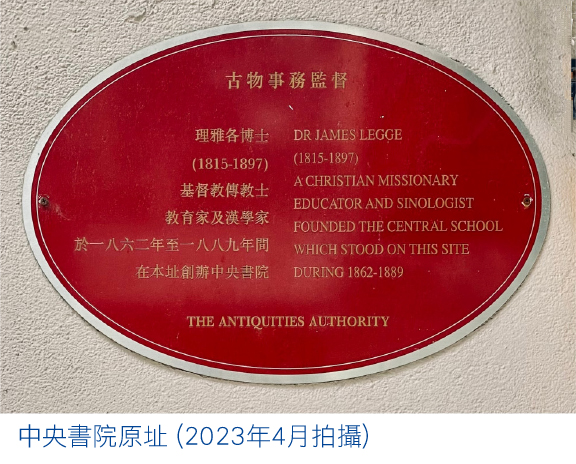 古物事務監督
理雅各博士
(1815-1897)
基督教傳教士
教育家及漢學家
於一八六二年至一八八九年間
在本址創辦中央書院
DR JAMES LEGGE
(1815-1897)
A CHRISTIAN MISSIONARY
EDUCATOR AND SINOLOGIST
FOUNDED THE CENTRAL SCHOOL
WHICH STOOD ON THIS SITE
DURING 1862-1889
THE ANTIQUITIES AUTHORITY
中央書院原址 (2023年4月拍攝)